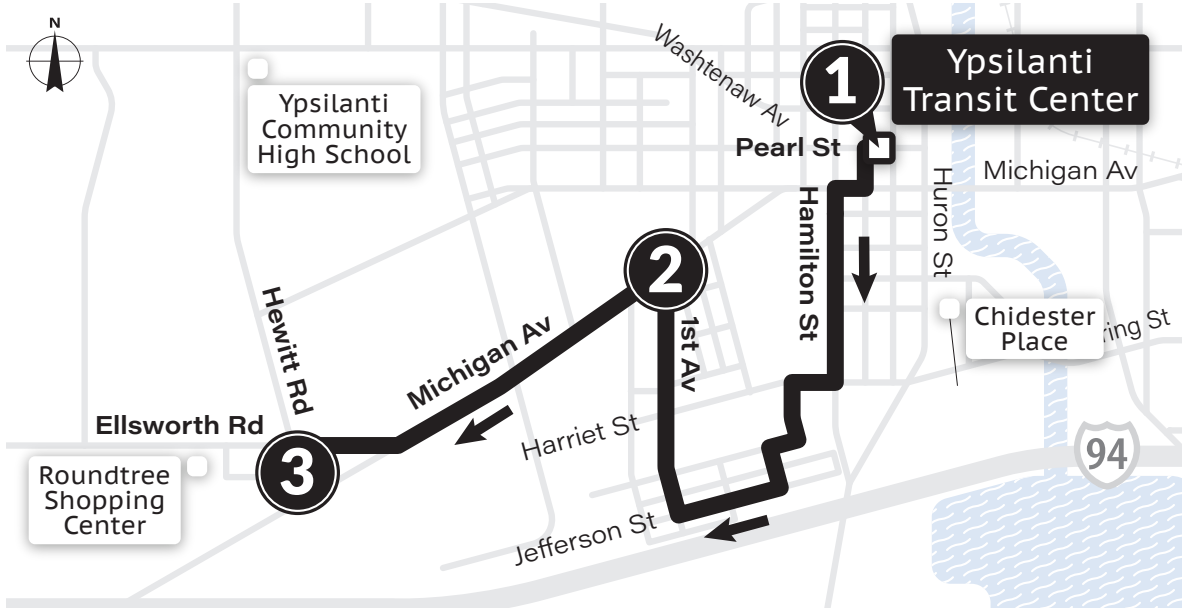 N
Washtenaw Av
1
Ypsilanti
Transit Center
Ypsilanti
Community
High School
Pearl St
Michigan Av
Huron St
Hamilton St
2
Hewitt Rd
Michigan Av
1st Av
Chidester
Place
ring St
Ellsworth Rd
Harriet St
3
94
Roundtree
Shopping
Center
Jefferson St